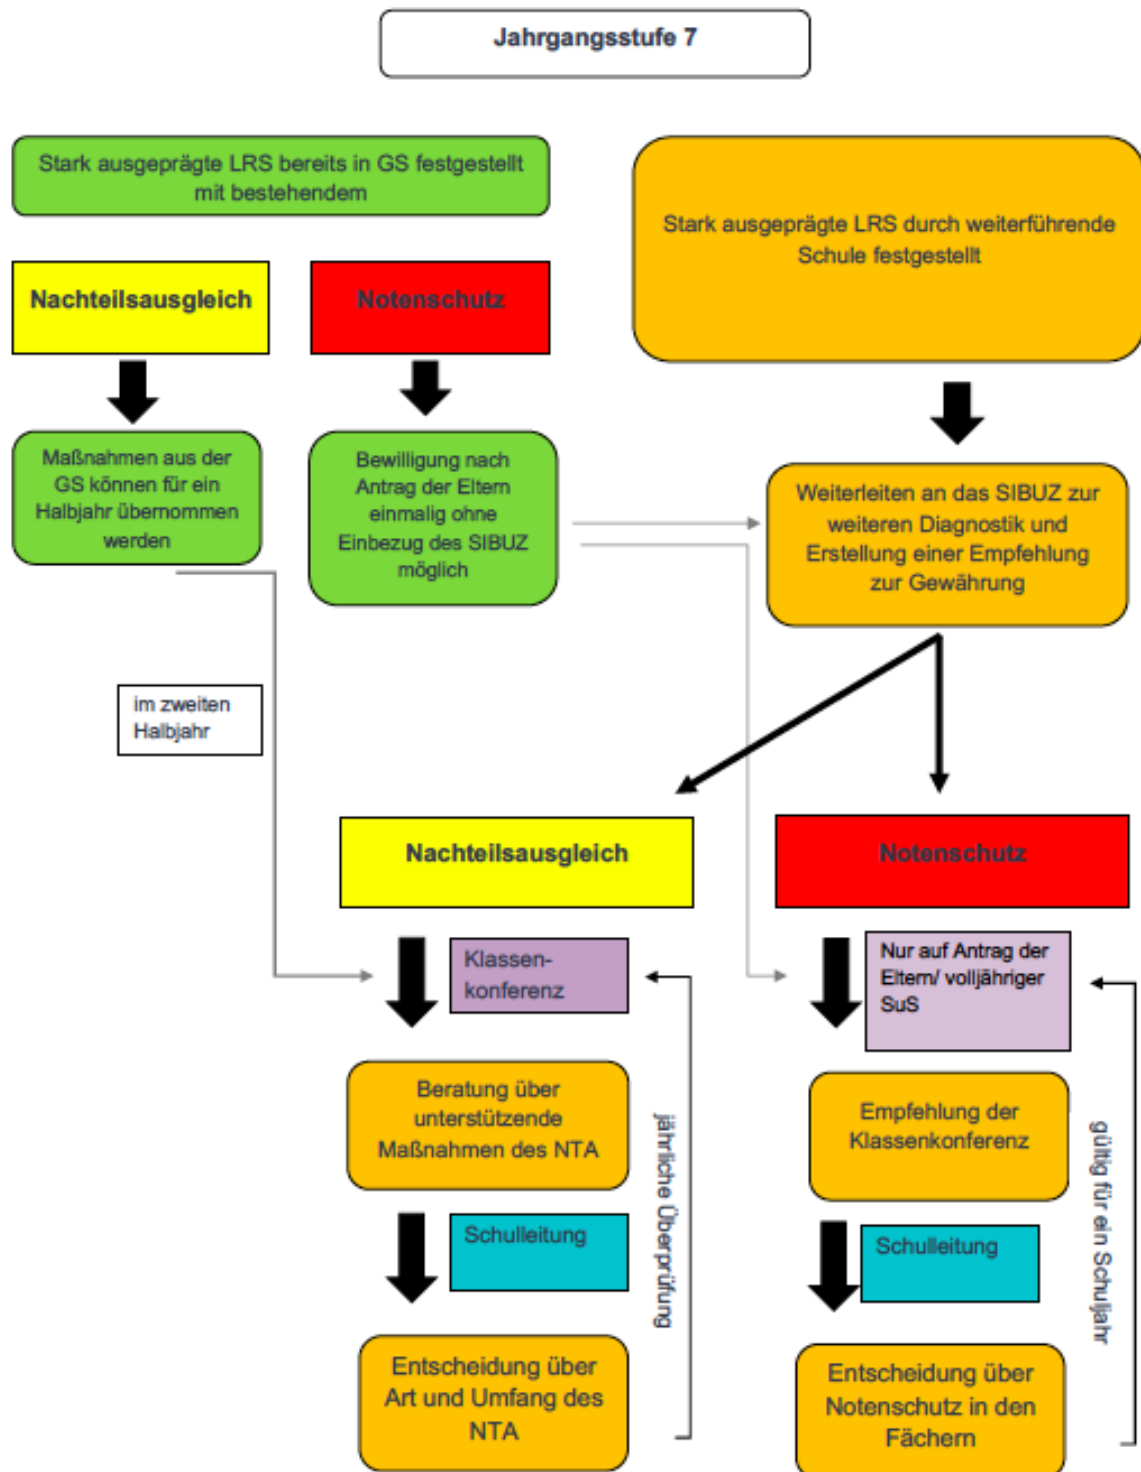 Jahrgangsstufe 7
Stark ausgeprägte LRS bereits in GS festgestellt
mit bestehendem
Stark ausgeprägte LRS durch weiterführende
Schule festgestellt
Nachteilsausgleich
Notenschutz
Maßnahmen aus der
GS können für ein
Halbjahr übernommen
werden
Bewilligung nach
Antrag der Eltern
einmalig ohne
Einbezug des SIBUZ
möglich
Weiterleiten an das SIBUZ zur
weiteren Diagnostik und
Erstellung einer Empfehlung
zur Gewährung
im zweiten
Halbjahr
Nachteilsausgleich
Notenschutz
Klassen-
konferenz
Nur auf Antrag der
Eltern/ volljähriger
SuS
Beratung über
unterstützende
Maßnahmen des NTA
jährliche Überprüfung
Empfehlung der
Klassenkonferenz
gültig für ein Schuljahr
Schulleitung
Schulleitung
Entscheidung über
Art und Umfang des
NTA
Entscheidung über
Notenschutz in den
Fächern